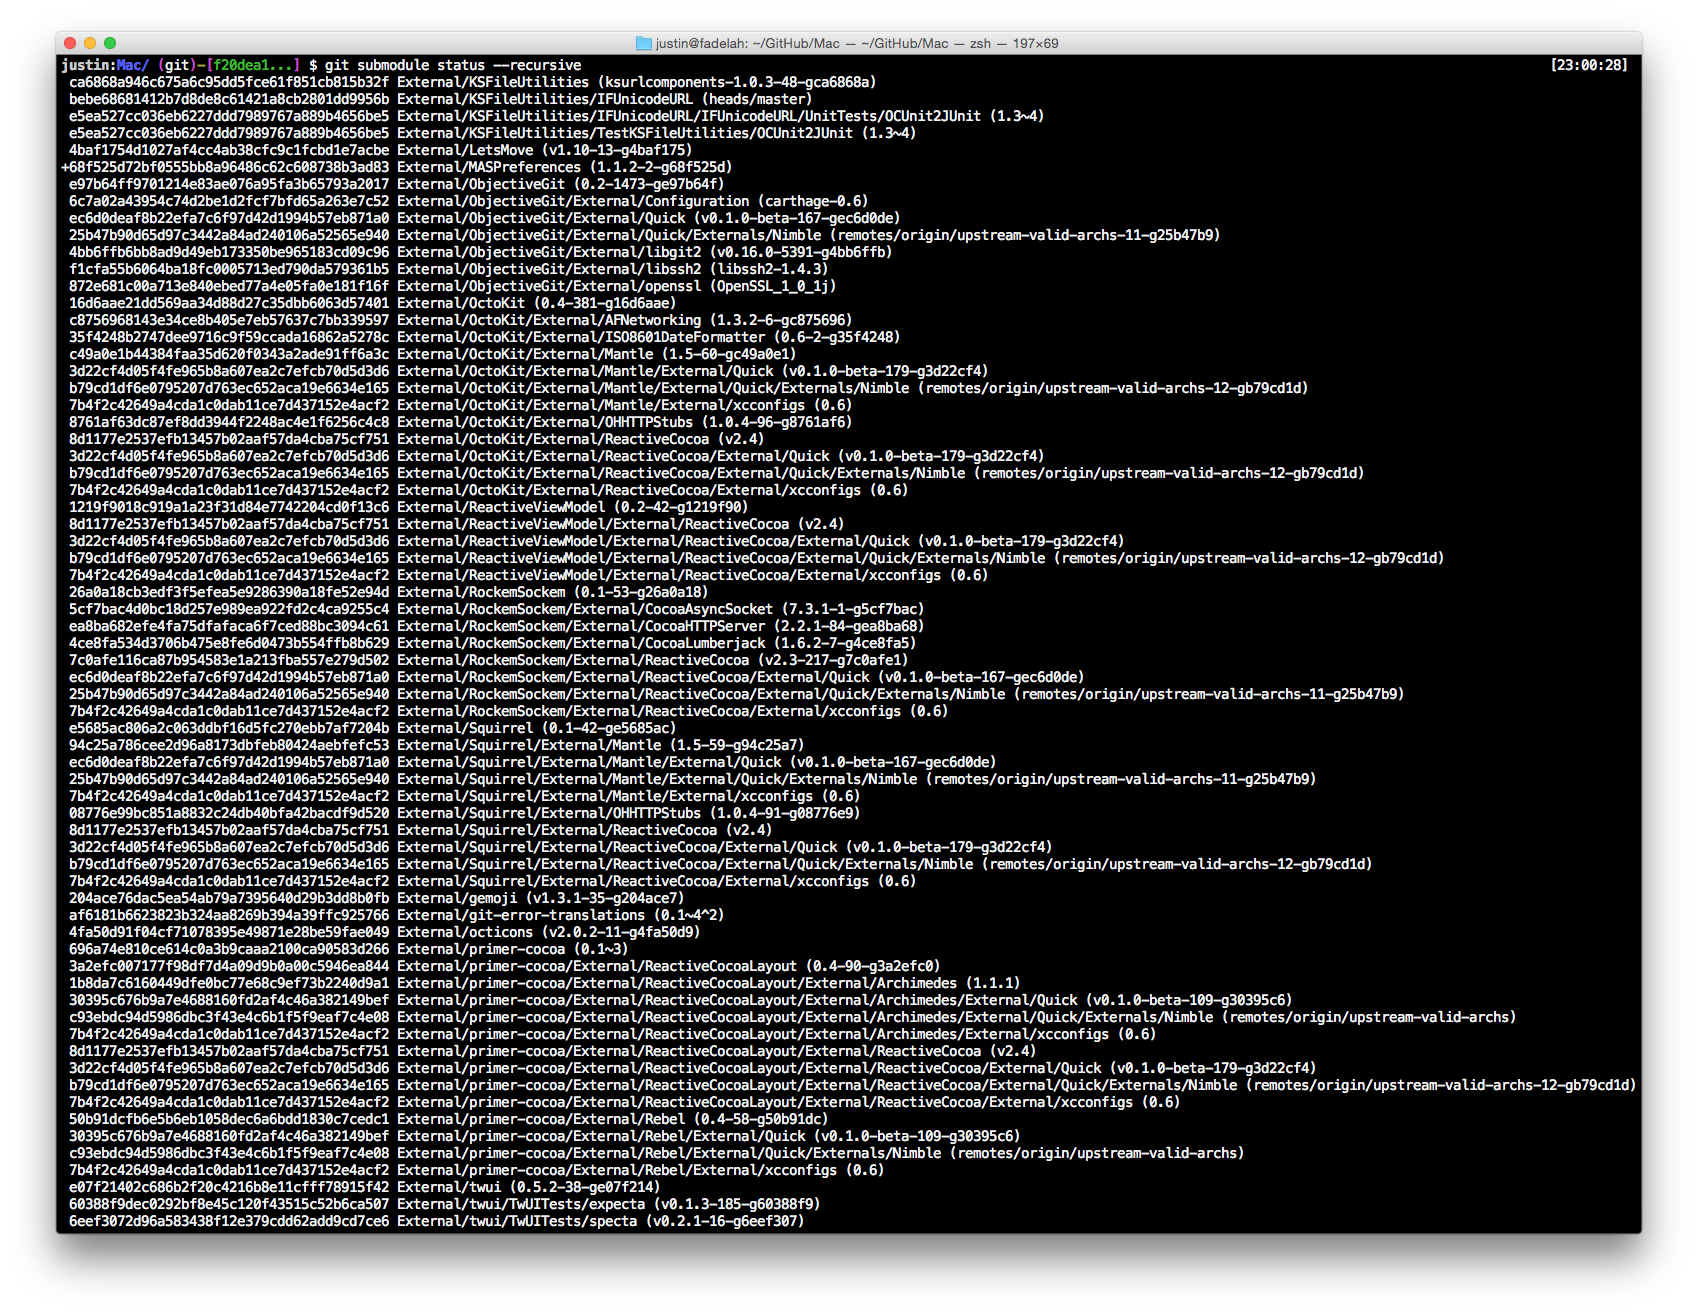 justin@fadelah: ~/GitHub/Mac — ~/GitHub/Mac — zsh — 197×69
justin:Mac/ (git)-[f20dea1...] $ git submodule status --recursive [23:00:28]
ca6868a946c675a6c95dd5fce61f851cb815b32f External/KSFileUtilities (ksurlcomponents-1.0.3-48-gca6868a)
bebe68681412b7d8de8c61421a8cb2801dd9956b External/KSFileUtilities/IFUnicodeURL (heads/master)
e5ea527cc036eb6227ddd7989767a889b4656be5 External/KSFileUtilities/IFUnicodeURL/IFUnicodeURL/UnitTests/OCUnit2JUnit (1.3~4)
e5ea527cc036eb6227ddd7989767a889b4656be5 External/KSFileUtilities/TestKSFileUtilities/OCUnit2JUnit (1.3~4)
4baf1754d1027af4cc4ab38cfc9c1fcbd1e7acbe External/LetsMove (v1.10-13-g4baf175)
+68f525d72bf0555bb8a96486c62c608738b3ad83 External/MASPreferences (1.1.2-2-g68f525d)
e97b64ff9701214e83ae076a95fa3b65793a2017 External/ObjectiveGit (0.2-1473-ge97b64f)
6c7a02a43954c74d2be1d2fcf7bfd65a263e7c52 External/ObjectiveGit/External/Configuration (carthage-0.6)
ec6d0deaf8b22efa7c6f97d42d1994b57eb871a0 External/ObjectiveGit/External/Quick (v0.1.0-beta-167-gec6d0de)
25b47b90d65d97c3442a84ad240106a52565e940 External/ObjectiveGit/External/Quick/Externals/Nimble (remotes/origin/upstream-valid-archs-11-g25b47b9)
4bb6ffb6bb8ad9d49eb173350be965183cd09c96 External/ObjectiveGit/External/libgit2 (v0.16.0-5391-g4bb6ffb)
f1cfa55b6064ba18fc0005713ed790da579361b5 External/ObjectiveGit/External/libssh2 (libssh2-1.4.3)
872e681c00a713e840ebed77a4e05fa0e181f16f External/ObjectiveGit/External/openssl (OpenSSL_1_0_1j)
16d6aae21dd569aa34d88d27c35dbb6063d57401 External/OctoKit (0.4-381-g16d6aae)
c8756968143e34ce8b405e7eb57637c7bb339597 External/OctoKit/External/AFNetworking (1.3.2-6-gc875696)
35f4248b2747dee9716c9f59ccada16862a5278c External/OctoKit/External/ISO8601DateFormatter (0.6-2-g35f4248)
c49a0e1b44384faa35d620f0343a2ade91ff6a3c External/OctoKit/External/Mantle (1.5-60-gc49a0e1)
3d22cf4d05f4fe965b8a607ea2c7efcb70d5d3d6 External/OctoKit/External/Mantle/External/Quick (v0.1.0-beta-179-g3d22cf4)
b79cd1df6e0795207d763ec652aca19e6634e165 External/OctoKit/External/Mantle/External/Quick/Externals/Nimble (remotes/origin/upstream-valid-archs-12-gb79cd1d)
7b4f2c42649a4cda1c0dab11ce7d437152e4acf2 External/OctoKit/External/Mantle/External/xcconfigs (0.6)
8761af63dc87ef8dd3944f2248ac4e1f6256c4c8 External/OctoKit/External/OHHTTPStubs (1.0.4-96-g8761af6)
8d1177e2537efb13457b02aaf57da4cba75cf751 External/OctoKit/External/ReactiveCocoa (v2.4)
3d22cf4d05f4fe965b8a607ea2c7efcb70d5d3d6 External/OctoKit/External/ReactiveCocoa/External/Quick (v0.1.0-beta-179-g3d22cf4)
b79cd1df6e0795207d763ec652aca19e6634e165 External/OctoKit/External/ReactiveCocoa/External/Quick/Externals/Nimble (remotes/origin/upstream-valid-archs-12-gb79cd1d)
7b4f2c42649a4cda1c0dab11ce7d437152e4acf2 External/OctoKit/External/ReactiveCocoa/External/xcconfigs (0.6)
1219f9018c919a1a23f31d84e7742204cd0f13c6 External/ReactiveViewModel (0.2-42-g1219f90)
8d1177e2537efb13457b02aaf57da4cba75cf751 External/ReactiveViewModel/External/ReactiveCocoa (v2.4)
3d22cf4d05f4fe965b8a607ea2c7efcb70d5d3d6 External/ReactiveViewModel/External/ReactiveCocoa/External/Quick (v0.1.0-beta-179-g3d22cf4)
b79cd1df6e0795207d763ec652aca19e6634e165 External/ReactiveViewModel/External/ReactiveCocoa/External/Quick/Externals/Nimble (remotes/origin/upstream-valid-archs-12-gb79cd1d)
7b4f2c42649a4cda1c0dab11ce7d437152e4acf2 External/ReactiveViewModel/External/ReactiveCocoa/External/xcconfigs (0.6)
26a0a18cb3edf3f5efea5e9286390a18fe52e94d External/RockemSockem (0.1-53-g26a0a18)
5cf7bac4d0bc18d257e989ea922fd2c4ca9255c4 External/RockemSockem/External/CocoaAsyncSocket (7.3.1-1-g5cf7bac)
ea8ba682efe4fa75dfafaca6f7ced88bc3094c61 External/RockemSockem/External/CocoaHTTPServer (2.2.1-84-gea8ba68)
4ce8fa534d3706b475e8fe6d0473b554ffb8b629 External/RockemSockem/External/CocoaLumberjack (1.6.2-7-g4ce8fa5)
7c0afe116ca87b954583e1a213fba557e279d502 External/RockemSockem/External/ReactiveCocoa (v2.3-217-g7c0afe1)
ec6d0deaf8b22efa7c6f97d42d1994b57eb871a0 External/RockemSockem/External/ReactiveCocoa/External/Quick (v0.1.0-beta-167-gec6d0de)
25b47b90d65d97c3442a84ad240106a52565e940 External/RockemSockem/External/ReactiveCocoa/External/Quick/Externals/Nimble (remotes/origin/upstream-valid-archs-11-g25b47b9)
7b4f2c42649a4cda1c0dab11ce7d437152e4acf2 External/RockemSockem/External/ReactiveCocoa/External/xcconfigs (0.6)
e5685ac806a2c063ddbf16d5fc270ebb7af7204b External/Squirrel (0.1-42-ge5685ac)
94c25a786cee2d96a8173dbfeb80424aebfefc53 External/Squirrel/External/Mantle (1.5-59-g94c25a7)
ec6d0deaf8b22efa7c6f97d42d1994b57eb871a0 External/Squirrel/External/Mantle/External/Quick (v0.1.0-beta-167-gec6d0de)
25b47b90d65d97c3442a84ad240106a52565e940 External/Squirrel/External/Mantle/External/Quick/Externals/Nimble (remotes/origin/upstream-valid-archs-11-g25b47b9)
7b4f2c42649a4cda1c0dab11ce7d437152e4acf2 External/Squirrel/External/Mantle/External/xcconfigs (0.6)
08776e99bc851a8832c24db40bfa42bacdf9d520 External/Squirrel/External/OHHTTPStubs (1.0.4-91-g08776e9)
8d1177e2537efb13457b02aaf57da4cba75cf751 External/Squirrel/External/ReactiveCocoa (v2.4)
3d22cf4d05f4fe965b8a607ea2c7efcb70d5d3d6 External/Squirrel/External/ReactiveCocoa/External/Quick (v0.1.0-beta-179-g3d22cf4)
b79cd1df6e0795207d763ec652aca19e6634e165 External/Squirrel/External/ReactiveCocoa/External/Quick/Externals/Nimble (remotes/origin/upstream-valid-archs-12-gb79cd1d)
7b4f2c42649a4cda1c0dab11ce7d437152e4acf2 External/Squirrel/External/ReactiveCocoa/External/xcconfigs (0.6)
204ace76dac5ea54ab79a7395640d29b3dd8b0fb External/gemoji (v1.3.1-35-g204ace7)
af6181b6623823b324aa8269b394a39ffc925766 External/git-error-translations (0.1~4^2)
4fa50d91f04cf71078395e49871e28be59fae049 External/octicons (v2.0.2-11-g4fa50d9)
696a74e810ce614c0a3b9caaa2100ca90583d266 External/primer-cocoa (0.1~3)
3a2efc007177f98df7d4a09d9b0a00c5946ea844 External/primer-cocoa/External/ReactiveCocoaLayout (0.4-90-g3a2efc0)
1b8da7c6160449dfe0bc77e68c9ef73b2240d9a1 External/primer-cocoa/External/ReactiveCocoaLayout/External/Archimedes (1.1.1)
30395c676b9a7e4688160fd2af4c46a382149bef External/primer-cocoa/External/ReactiveCocoaLayout/External/Archimedes/External/Quick (v0.1.0-beta-109-g30395c6)
c93ebdc94d5986dbc3f43e4c6b1f5f9eaf7c4e08 External/primer-cocoa/External/ReactiveCocoaLayout/External/Archimedes/External/Quick/Externals/Nimble (remotes/origin/upstream-valid-archs)
7b4f2c42649a4cda1c0dab11ce7d437152e4acf2 External/primer-cocoa/External/ReactiveCocoaLayout/External/Archimedes/External/xcconfigs (0.6)
8d1177e2537efb13457b02aaf57da4cba75cf751 External/primer-cocoa/External/ReactiveCocoaLayout/External/ReactiveCocoa (v2.4)
3d22cf4d05f4fe965b8a607ea2c7efcb70d5d3d6 External/primer-cocoa/External/ReactiveCocoaLayout/External/ReactiveCocoa/External/Quick (v0.1.0-beta-179-g3d22cf4)
b79cd1df6e0795207d763ec652aca19e6634e165 External/primer-cocoa/External/ReactiveCocoaLayout/External/ReactiveCocoa/External/Quick/Externals/Nimble (remotes/origin/upstream-valid-archs-12-gb79cd1d)
7b4f2c42649a4cda1c0dab11ce7d437152e4acf2 External/primer-cocoa/External/ReactiveCocoaLayout/External/ReactiveCocoa/External/xcconfigs (0.6)
50b91dcfb6e5b6eb1058dec6a6bdd1830c7cedc1 External/primer-cocoa/External/Rebel (0.4-58-g50b91dc)
30395c676b9a7e4688160fd2af4c46a382149bef External/primer-cocoa/External/Rebel/External/Quick (v0.1.0-beta-109-g30395c6)
c93ebdc94d5986dbc3f43e4c6b1f5f9eaf7c4e08 External/primer-cocoa/External/Rebel/External/Quick/Externals/Nimble (remotes/origin/upstream-valid-archs)
7b4f2c42649a4cda1c0dab11ce7d437152e4acf2 External/primer-cocoa/External/Rebel/External/xcconfigs (0.6)
e07f21402c686b2f20c4216b8e11cfff78915f42 External/twui (0.5.2-38-ge07f214)
60388f9dec0292bf8e45c120f43515c52b6ca507 External/twui/TwUITests/expecta (v0.1.3-185-g60388f9)
6eef3072d96a583438f12e379cdd62add9cd7ce6 External/twui/TwUITests/specta (v0.2.1-16-g6eef307)